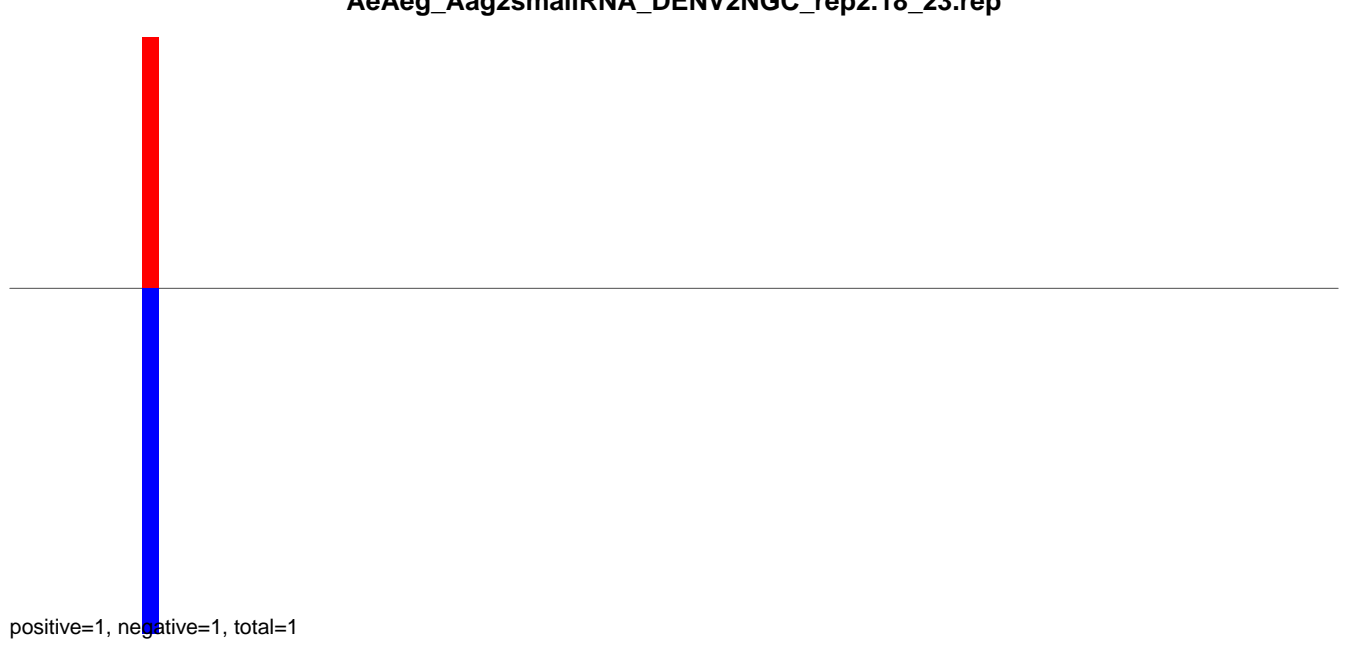 AeAeg_Aag2smallRNA_DENV2NGC_rep2.18_23.rep
positive=1, negative=1, total=1